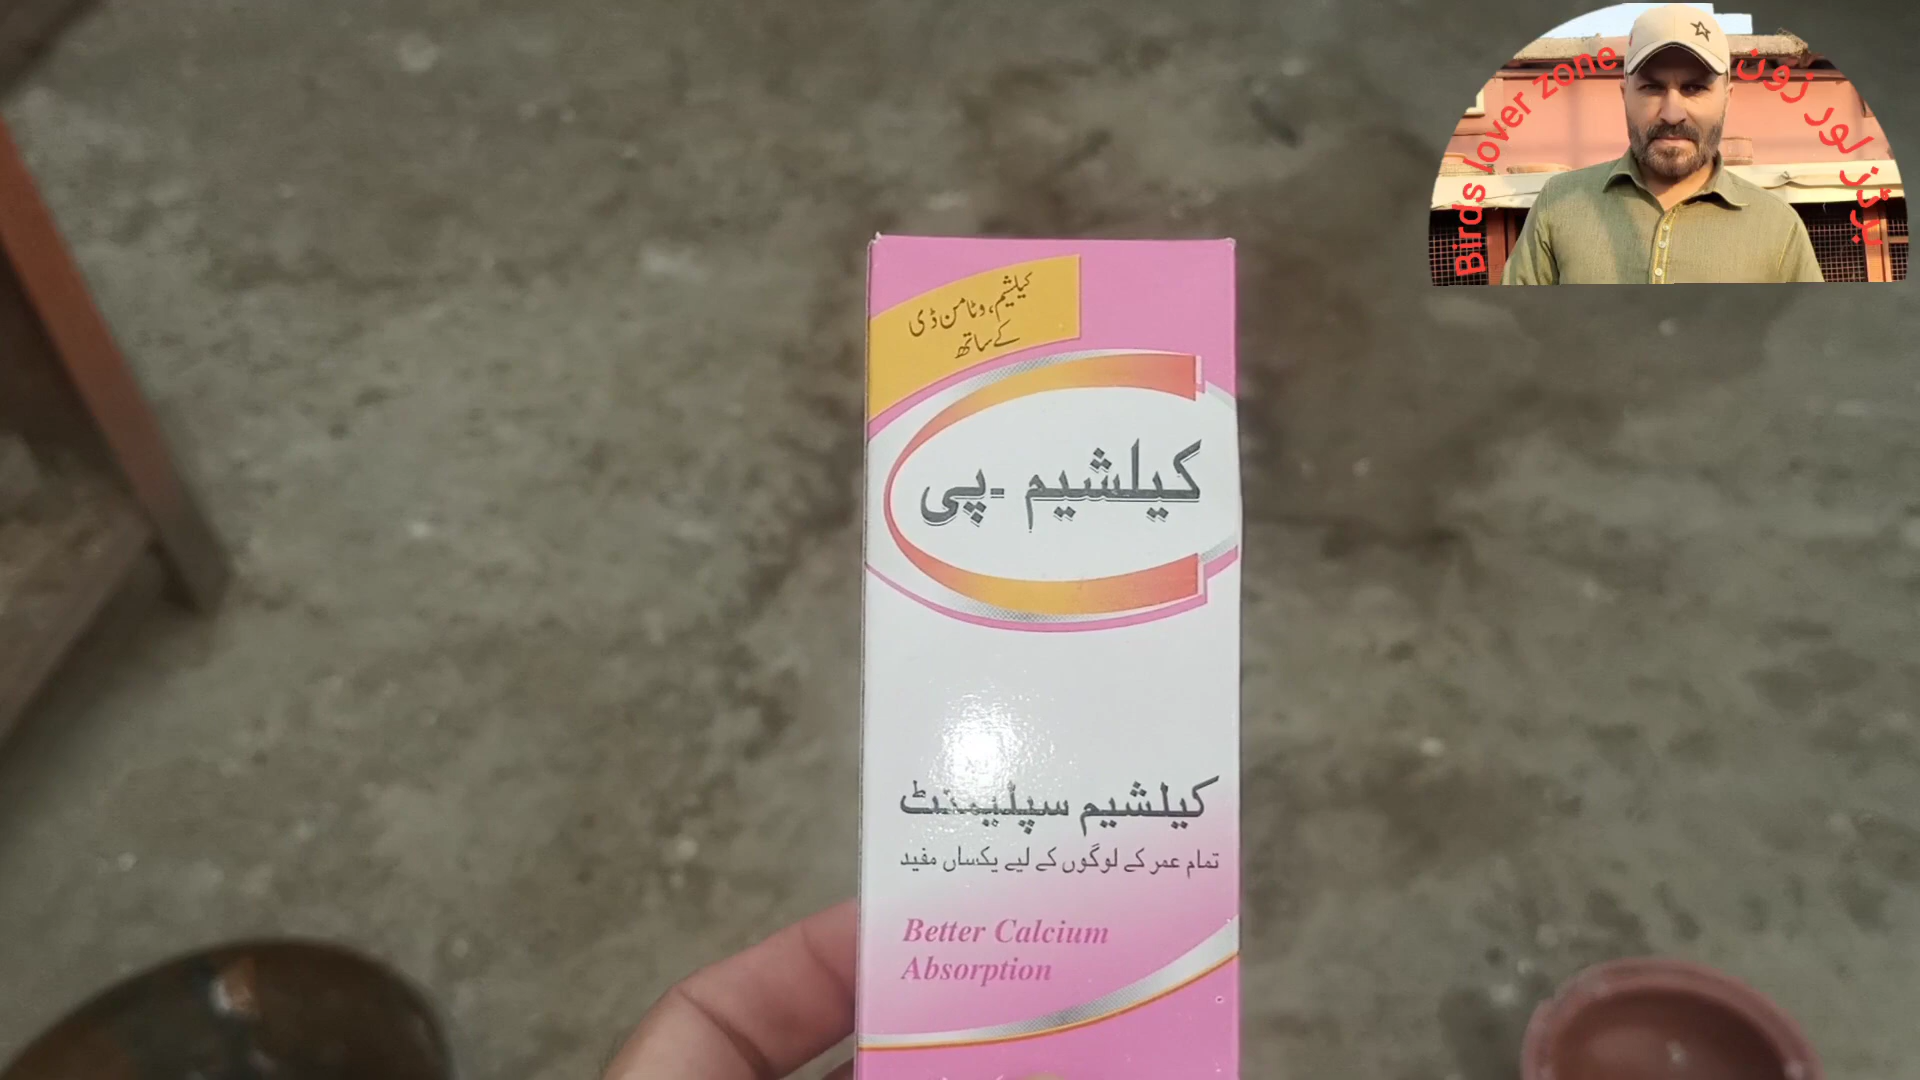 Birds lover zone
برڈز لور زون
کیلشیم، وٹامن ڈی
کے ساتھ
کیلشیم - پی
کیلشیم سپلیمنٹ
تمام عمر کے لوگوں کے لیے یکساں مفید
Better Calcium
Absorption